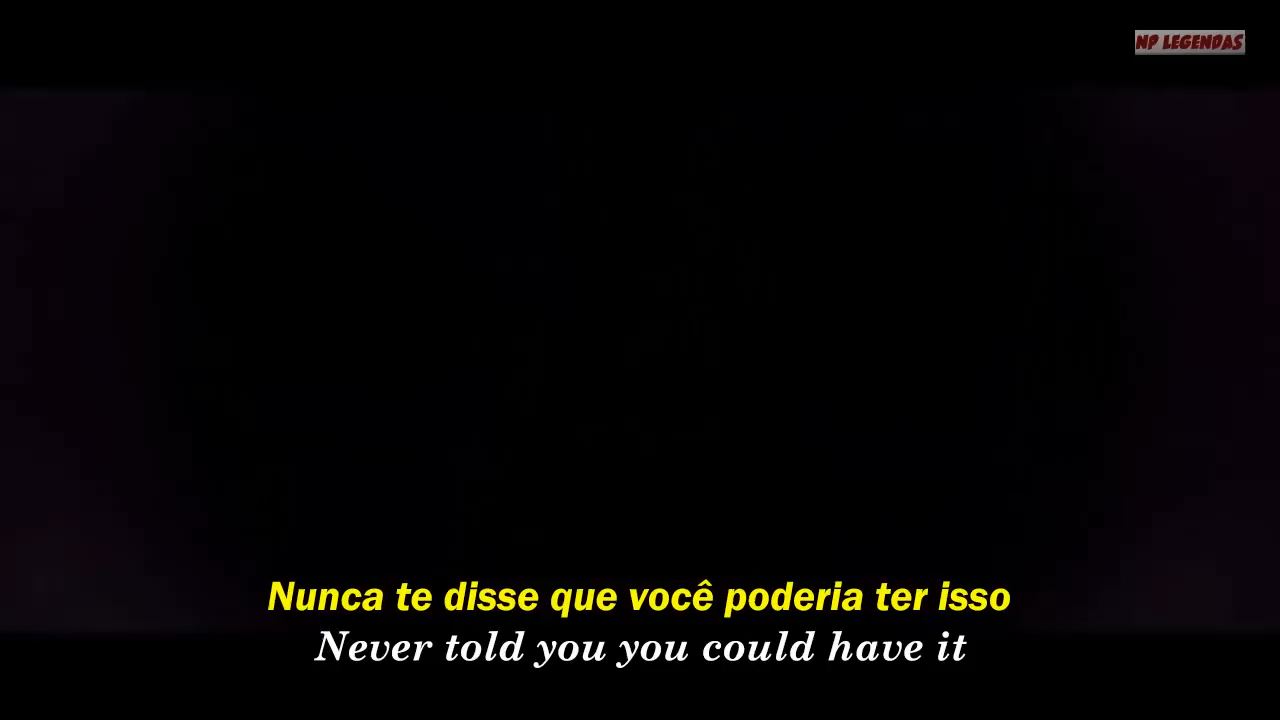 NP LEGENDAS
Nunca te disse que você poderia ter isso
Never told you you could have it